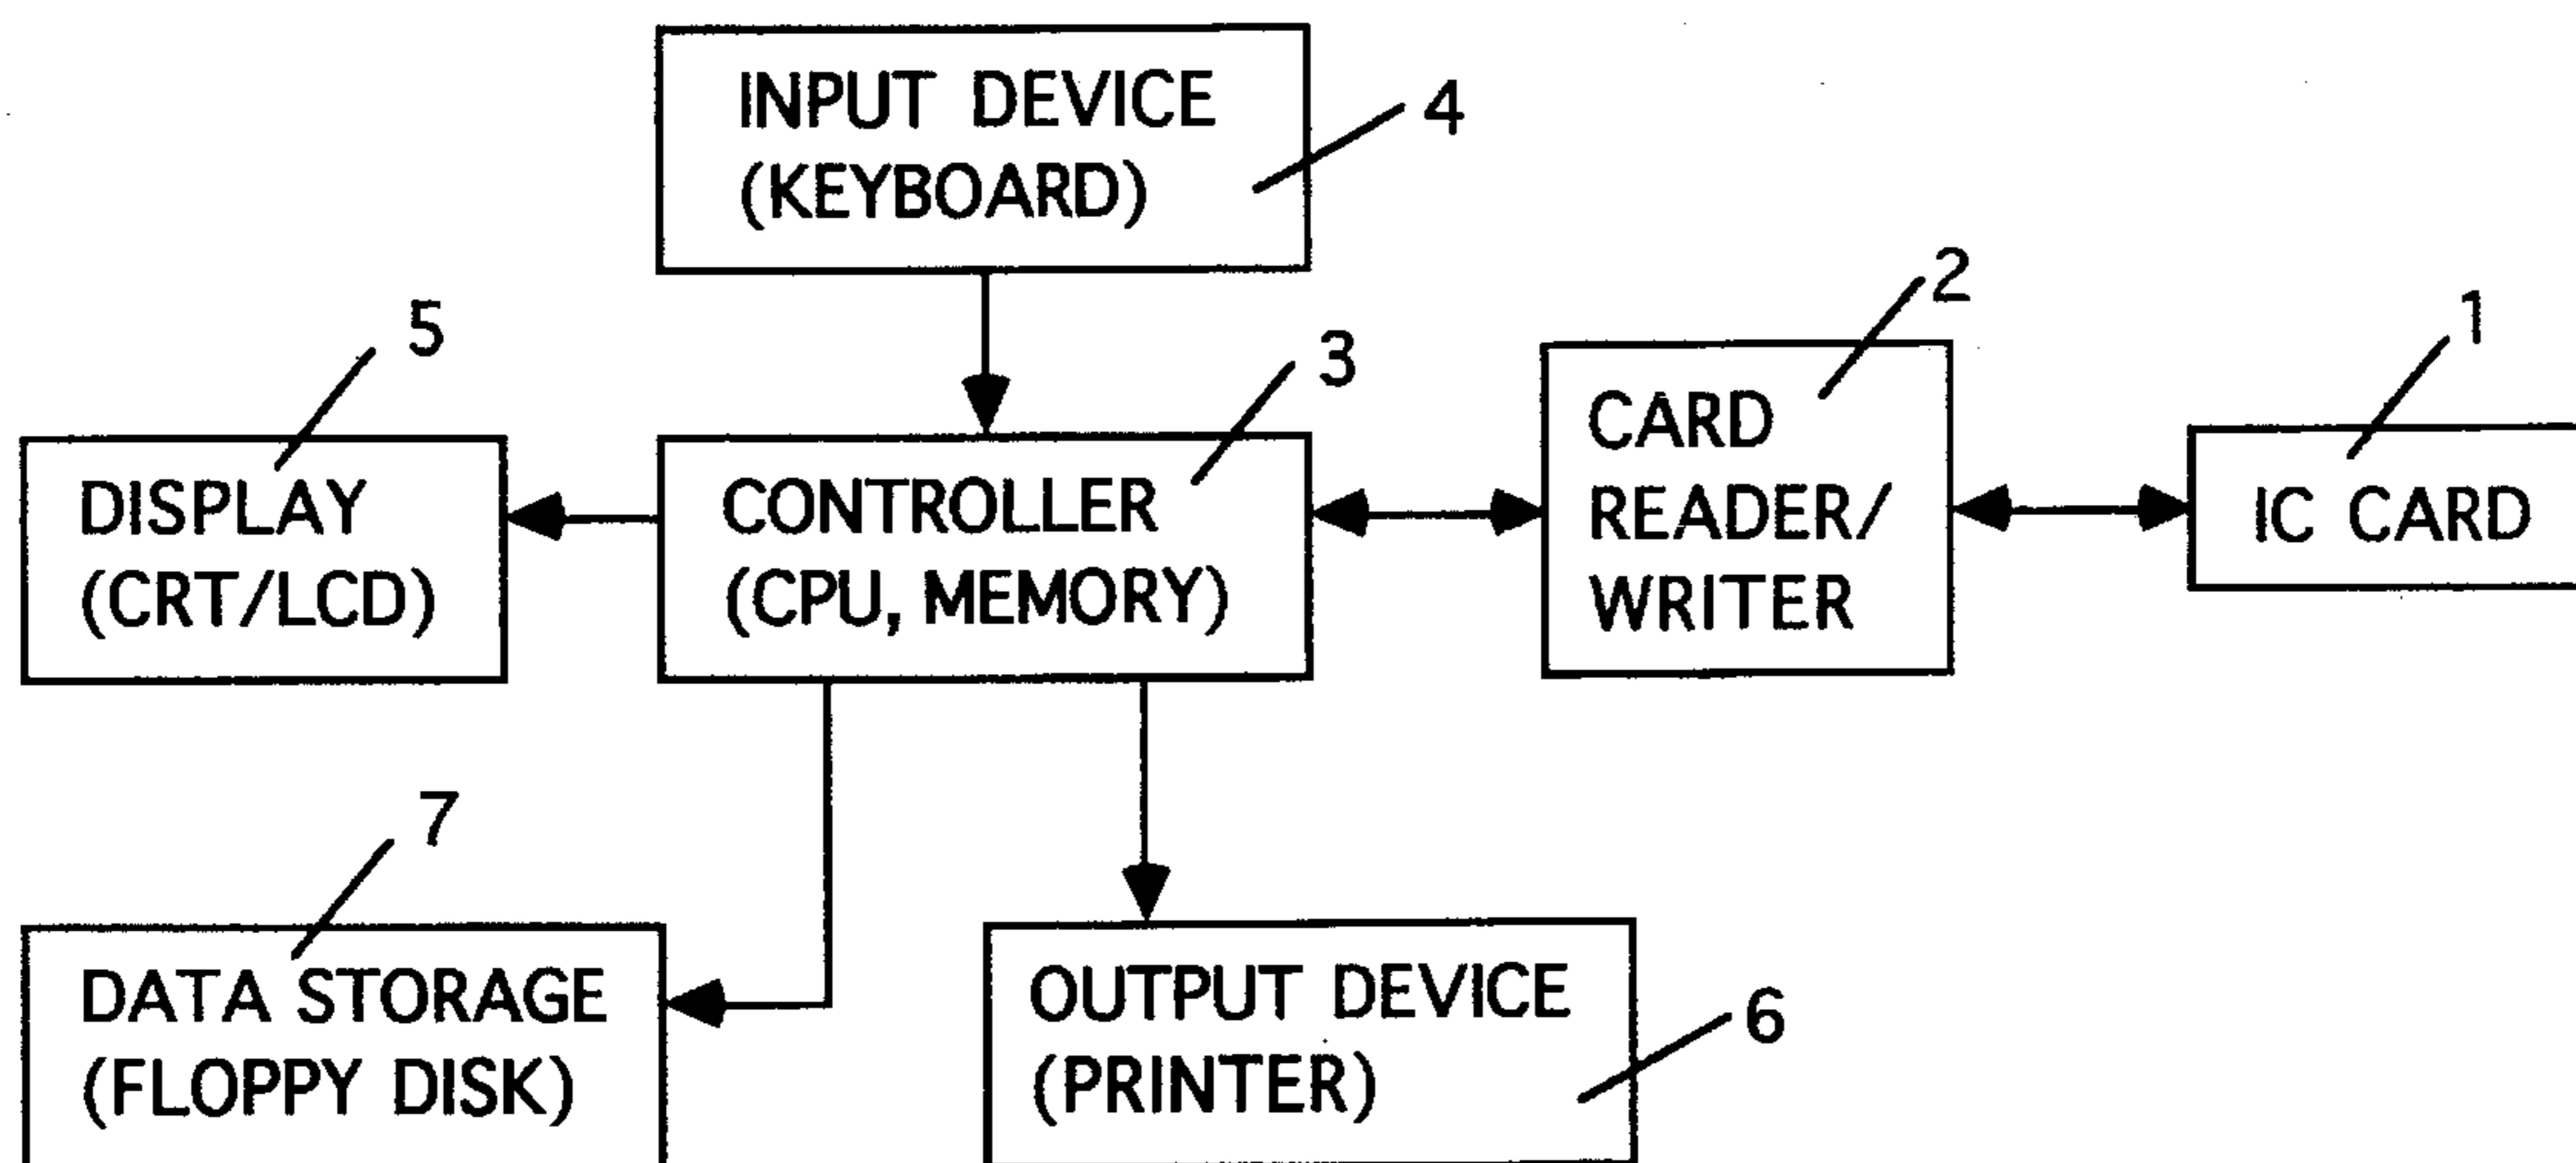 INPUT DEVICE
(KEYBOARD)
4
5
DISPLAY
(CRT/LCD)
3
CONTROLLER
(CPU, MEMORY)
2
CARD
READER/
WRITER
1
IC CARD
7
DATA STORAGE
(FLOPPY DISK)
OUTPUT DEVICE
(PRINTER)
6